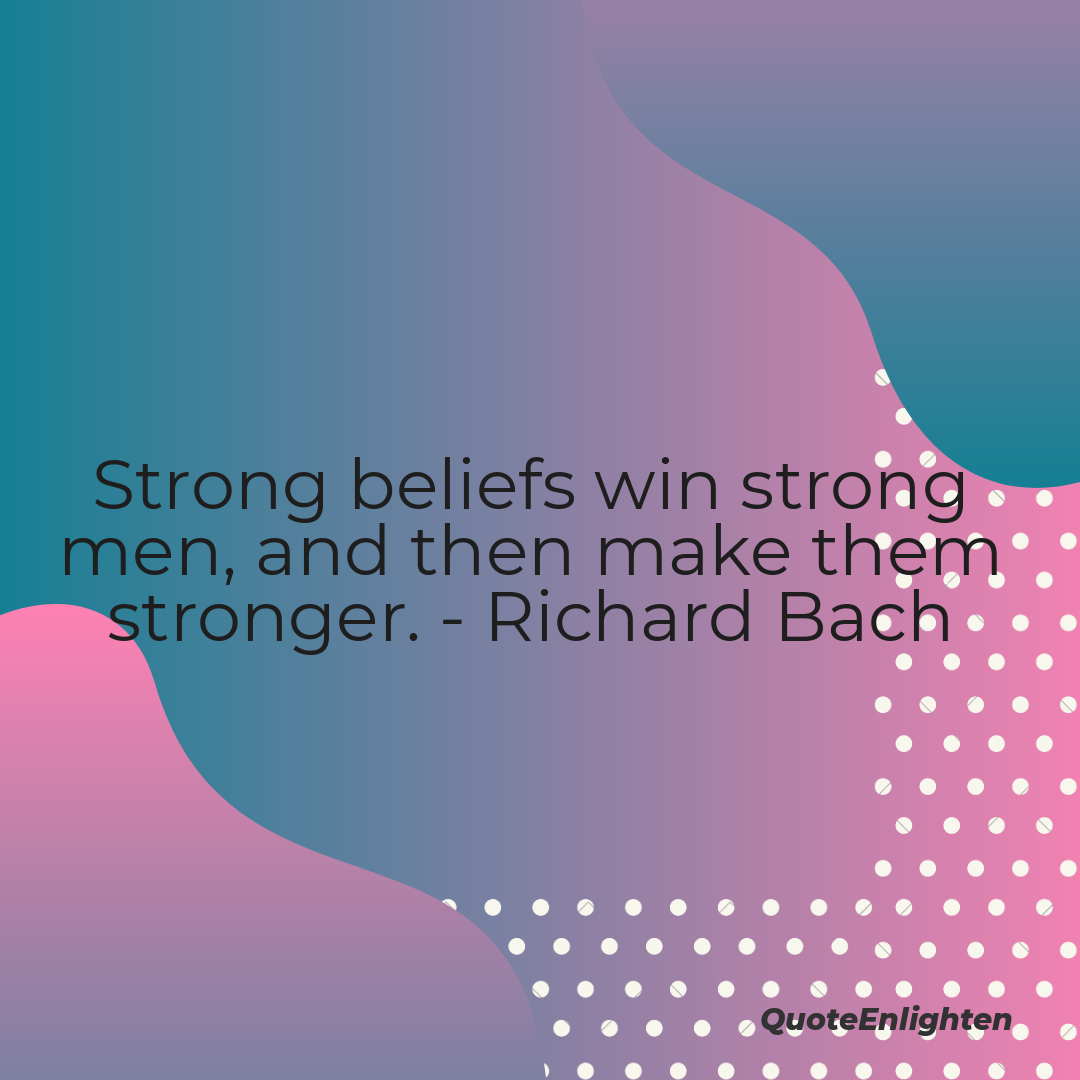 Strong beliefs win strong
men, and then make them
stronger. - Richard Bach
QuoteEnlighten